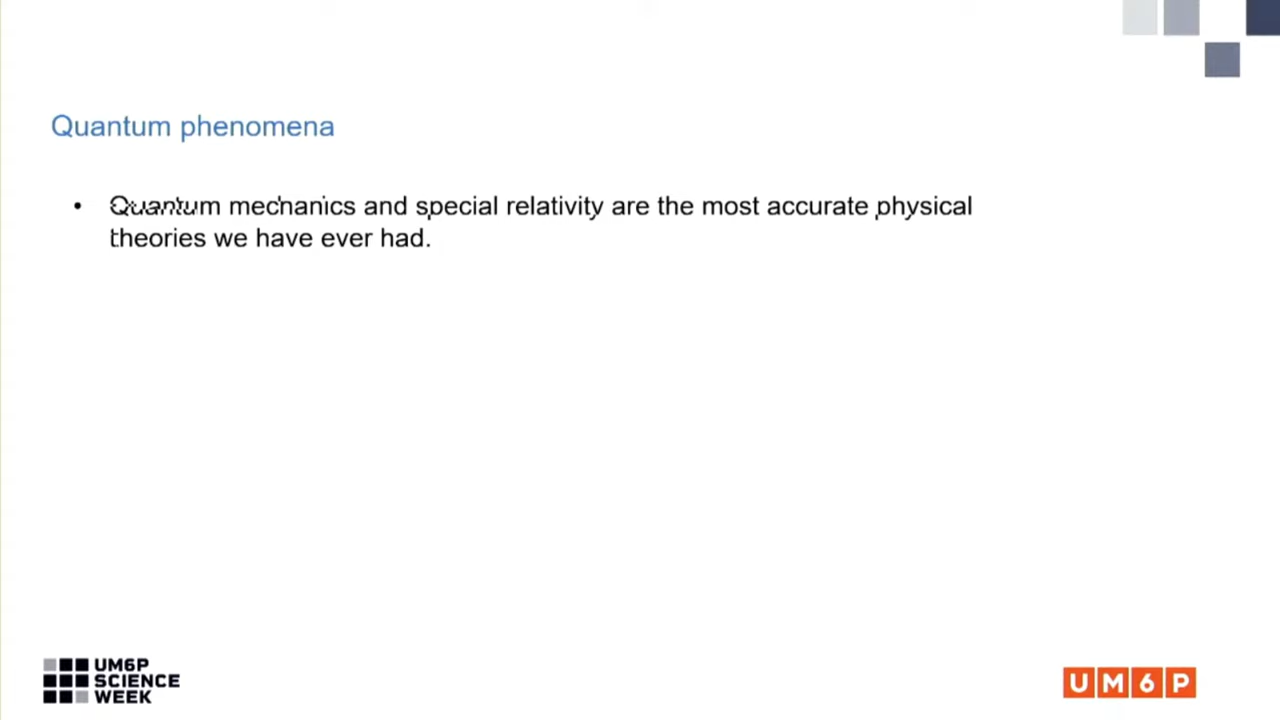 Quantum phenomena
• Quantum mechanics and special relativity are the most accurate physical
theories we have ever had.
UM6P
SCIENCE
WEEK
UM6P